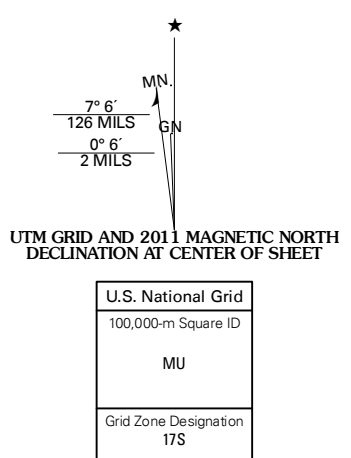 ★
MN.
7° 6´
126 MILS
GN
0° 6´
2 MILS
UTM GRID AND 2011 MAGNETIC NORTH
DECLINATION AT CENTER OF SHEET
U.S. National Grid
100,000-m Square ID
MU
Grid Zone Designation
17S